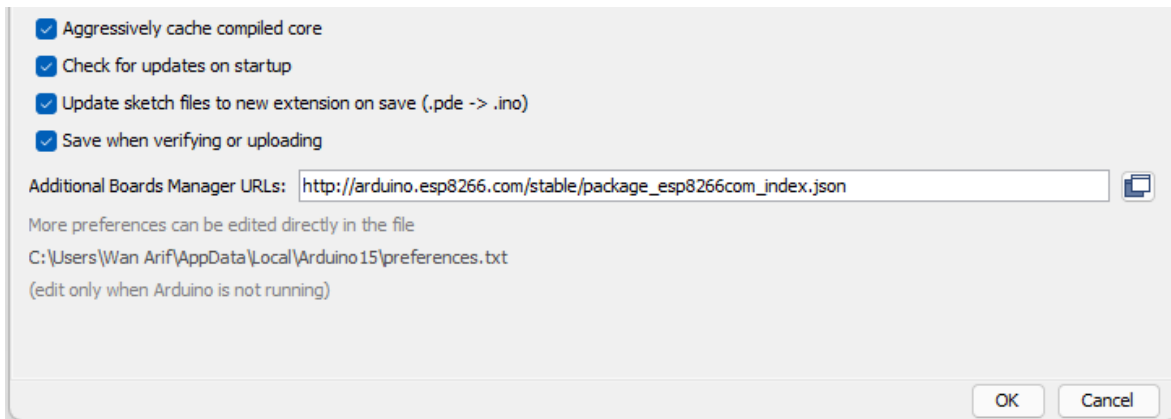 Aggressively cache compiled core
Check for updates on startup
Update sketch files to new extension on save (.pde -> .ino)
Save when verifying or uploading
Additional Boards Manager URLs: http://arduino.esp8266.com/stable/package_esp8266com_index.json
More preferences can be edited directly in the file
C:\Users\Wan Arif\AppData\Local\Arduino15\preferences.txt
(edit only when Arduino is not running)
OK Cancel